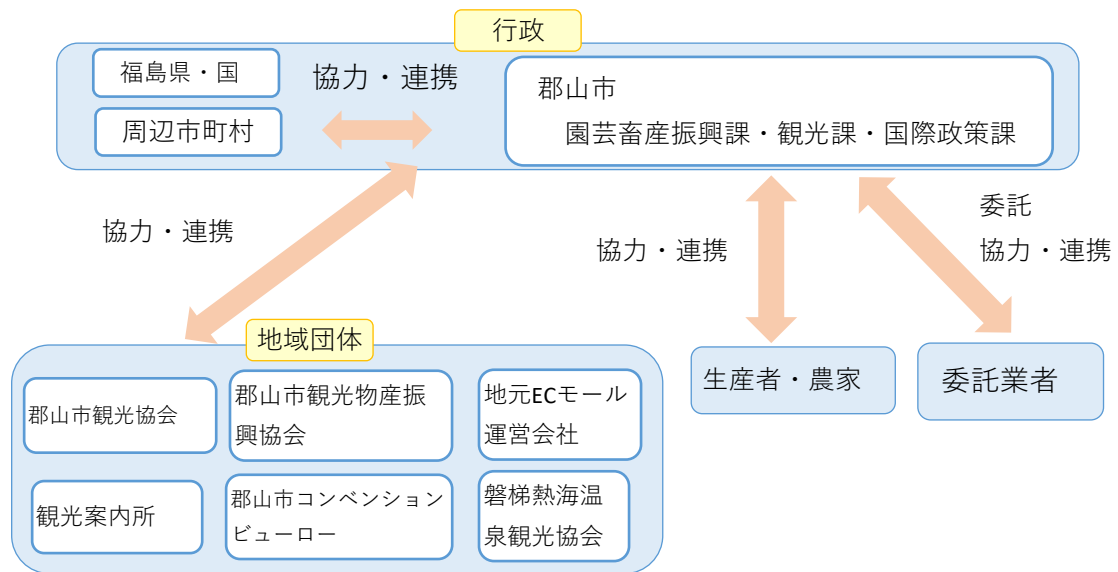 行政
福島県・国
周辺市町村
協力・連携
郡山市
園芸畜産振興課・観光課・国際政策課
協力・連携
協力・連携
委託
協力・連携
地域団体
郡山市観光協会
郡山市観光物産振
興協会
地元ECモール
運営会社
観光案内所
郡山市コンベンション
ビューロー
磐梯熱海温
泉観光協会
生産者・農家
委託業者